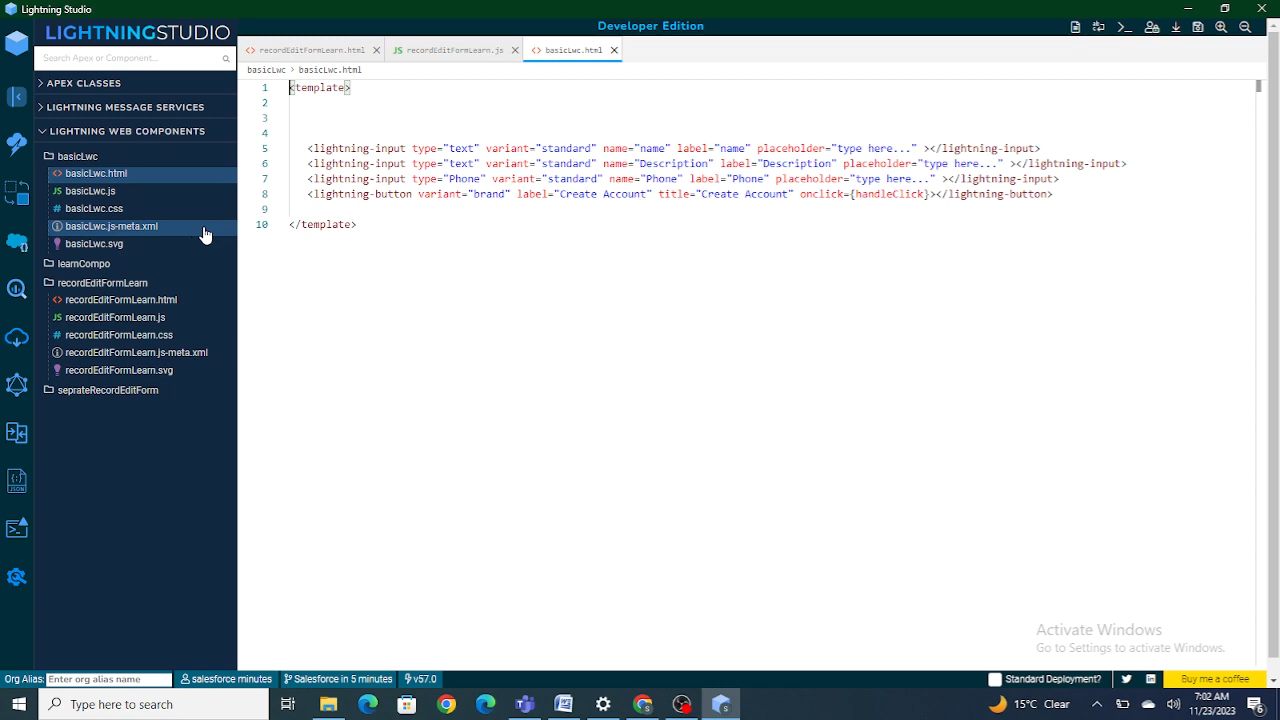 Lightning Studio
Developer Edition
LIGHTNINGSTUDIO
Search Apex or Component...
APEX CLASSES
LIGHTNING MESSAGE SERVICES
LIGHTNING WEB COMPONENTS
basicLwc
basicLwc.html
basicLwc.js
basicLwc.css
basicLwc.js-meta.xml
basicLwc.svg
learnCompo
recordEditFormLearn
recordEditFormLearn.html
recordEditFormLearn.js
recordEditFormLearn.css
recordEditFormLearn.js-meta.xml
recordEditFormLearn.svg
seprateRecordEditForm
{:}
JSON
<> recordEditFormLearn.html JS recordEditFormLearn.js <> basicLwc.html
basicLwc > basicLwc.html
1 <template>
2
3
4
5 <lightning-input type="text" variant="standard" name="name" label="name" placeholder="type here..." ></lightning-input>
6 <lightning-input type="text" variant="standard" name="Description" label="Description" placeholder="type here..." ></lightning-input>
7 <lightning-input type="Phone" variant="standard" name="Phone" label="Phone" placeholder="type here..." ></lightning-input>
8 <lightning-button variant="brand" label="Create Account" title="Create Account" onclick={handleClick}></lightning-button>
9
10 </template>
Activate Windows
Go to Settings to activate Windows.
Org Alias: Enter org alias name salesforce minutes Salesforce in 5 minutes v57.0 Standard Deployment? Buy me a coffee
Type here to search 15°C Clear 7:02 AM
11/23/2023 6